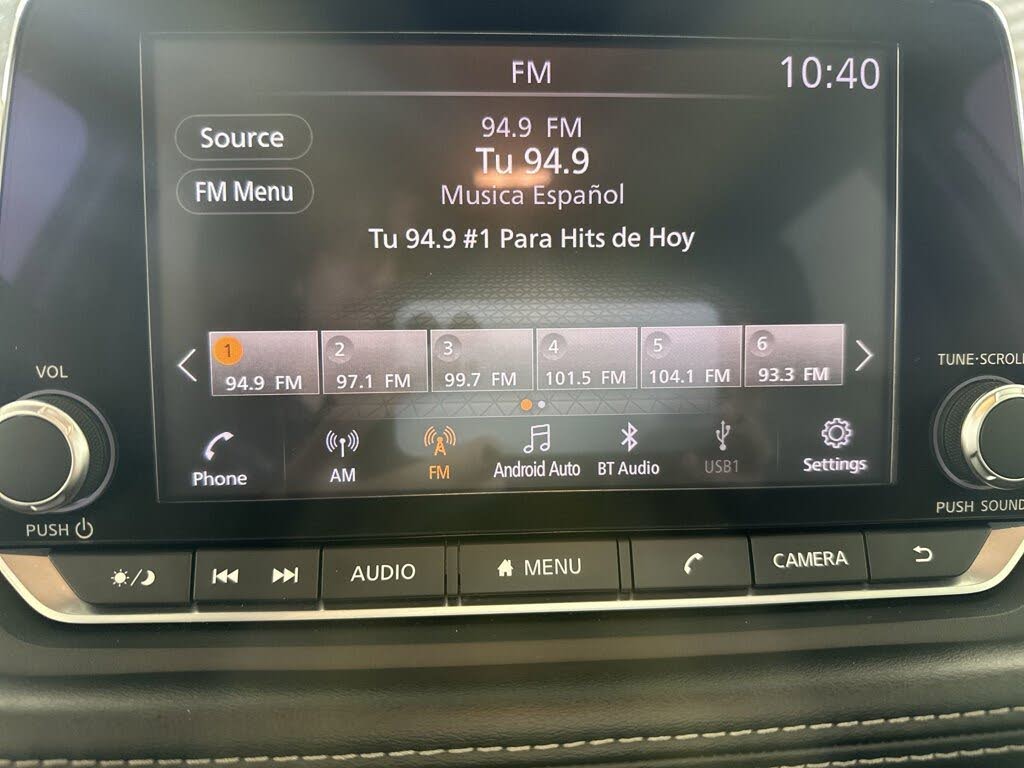 FM
10:40
Source
94.9 FM
Tu 94.9
FM Menu
Musica Español
Tu 94.9 #1 Para Hits de Hoy
1
94.9 FM
2
97.1 FM
3
99.7 FM
4
101.5 FM
5
104.1 FM
6
93.3 FM
VOL
TUNE·SCROLL
Phone
AM
FM
Android Auto
BT Audio
USB1
Settings
PUSH
PUSH SOUND
AUDIO
MENU
CAMERA